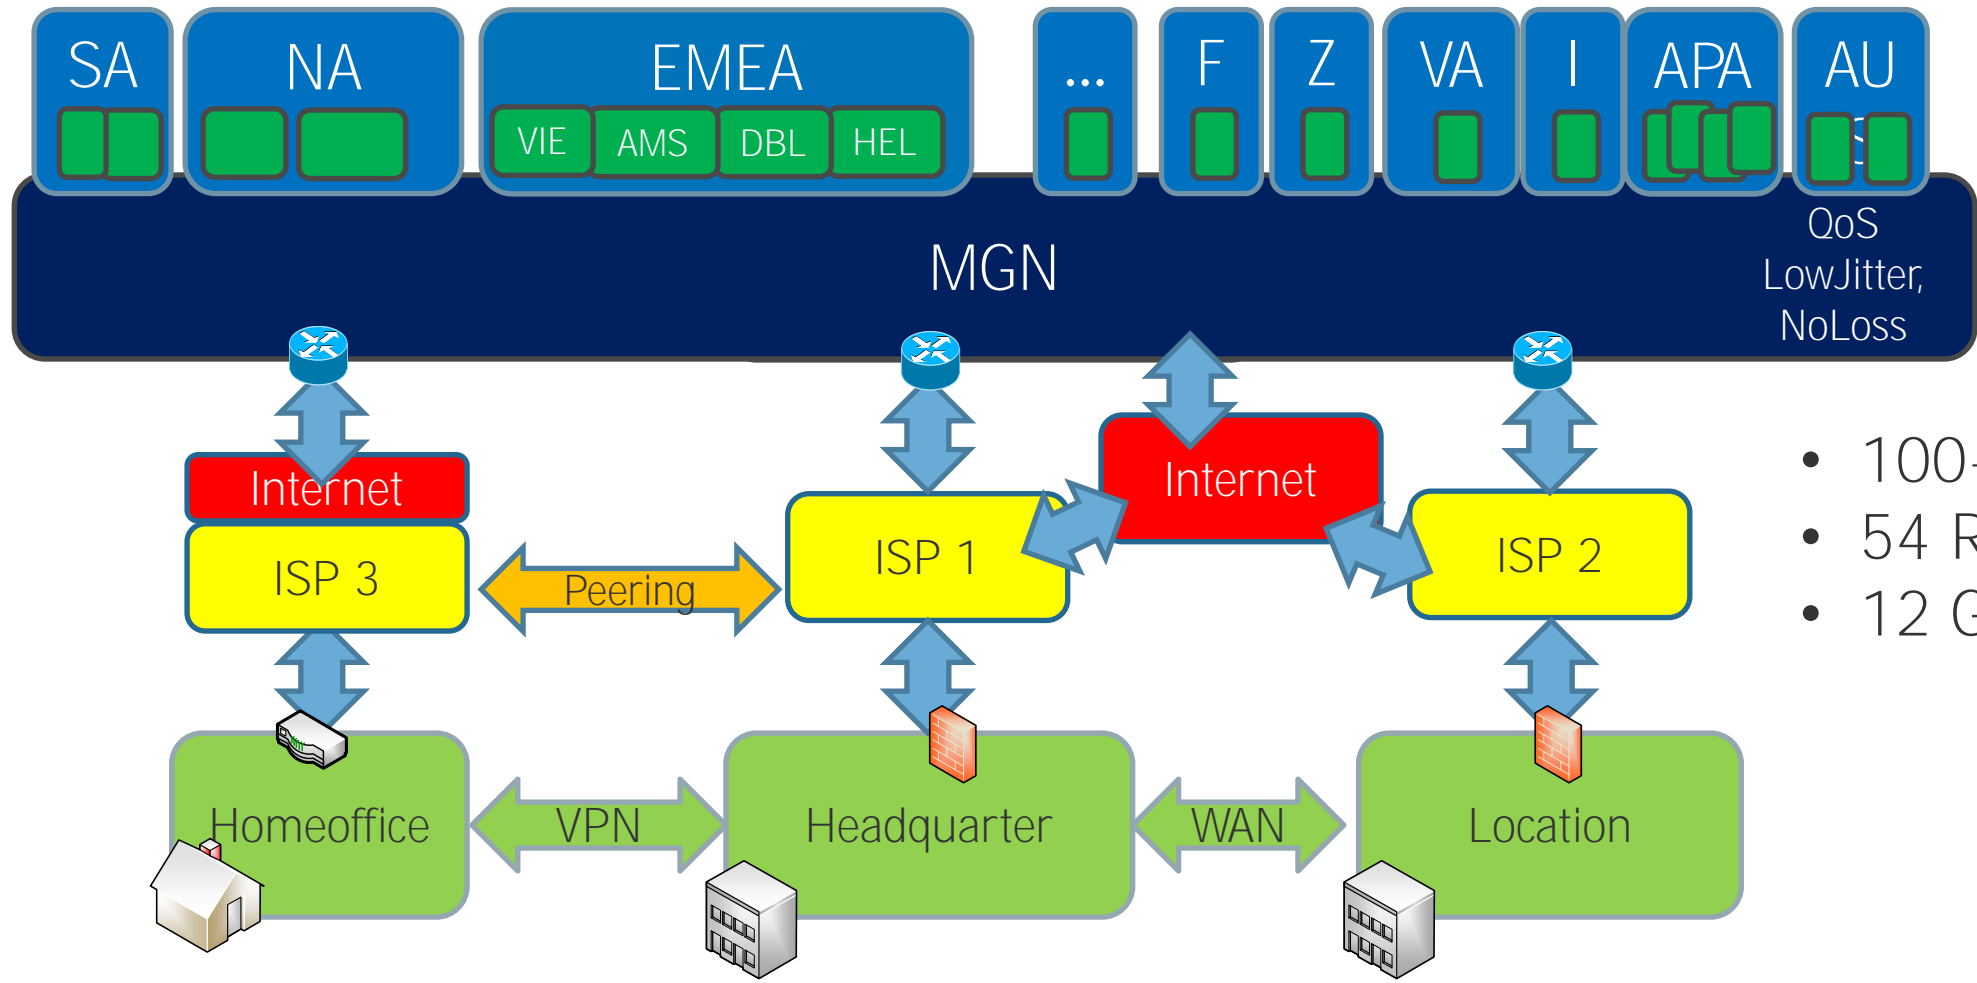 SA
NA
EMEA
...
F
Z
VA
I
APA
AU
VIE
AMS
DBL
HEL
MGN
QoS
LowJitter,
NoLoss
Internet
ISP 3
Peering
ISP 1
Internet
ISP 2
• 100
• 54 R
• 12 G
Homeoffice
VPN
Headquarter
WAN
Location